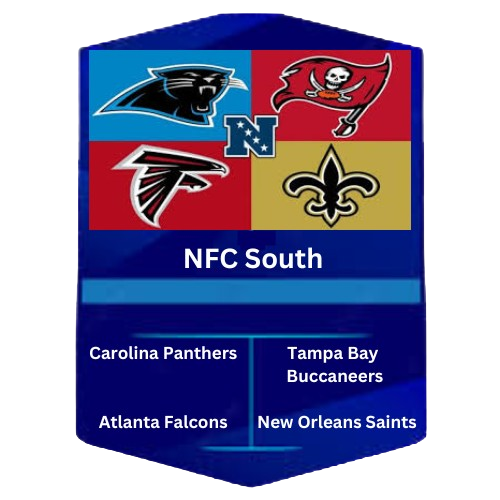 N
NFC South
Carolina Panthers
Tampa Bay
Buccaneers
Atlanta Falcons
New Orleans Saints